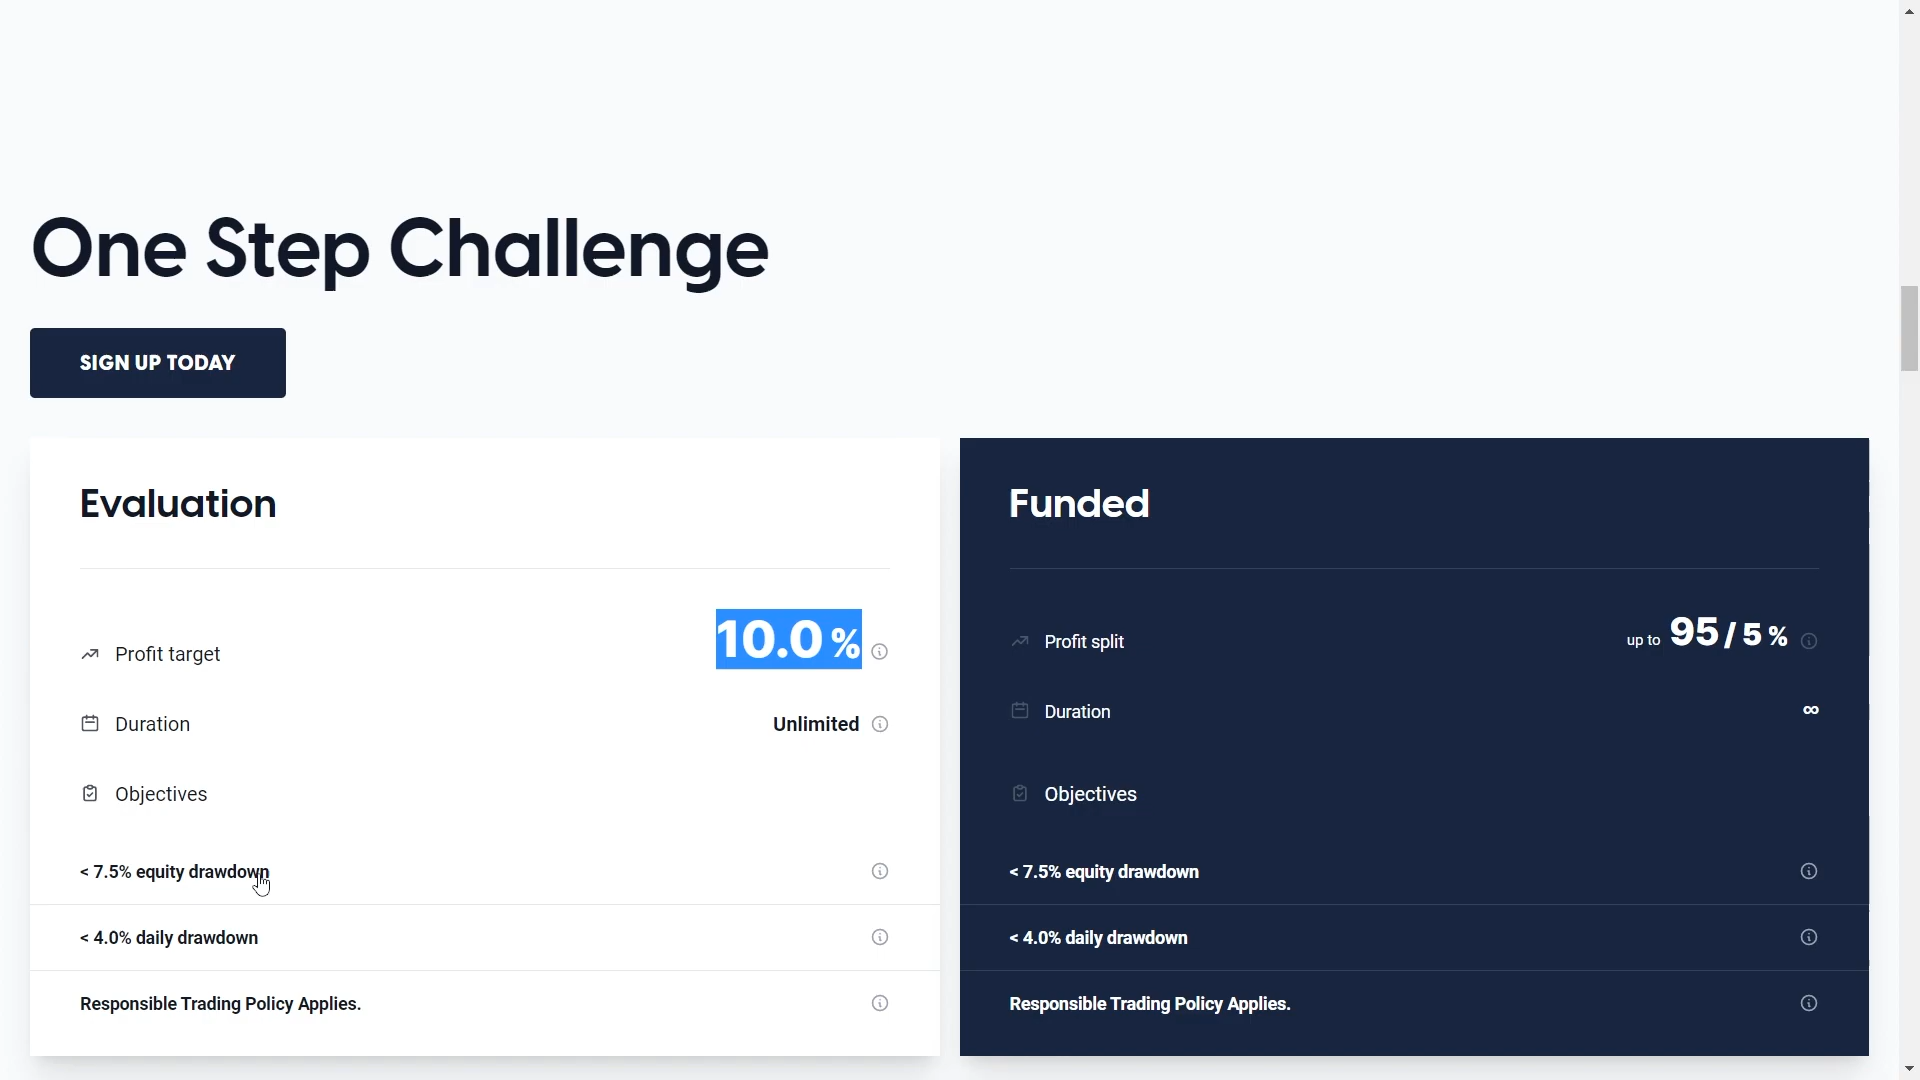 One Step Challenge
SIGN UP TODAY
Evaluation
Profit target 10.0 %
Duration Unlimited
Objectives
< 7.5% equity drawdown
< 4.0% daily drawdown
Responsible Trading Policy Applies.
Funded
Profit split up to 95 / 5 %
Duration ∞
Objectives
< 7.5% equity drawdown
< 4.0% daily drawdown
Responsible Trading Policy Applies.